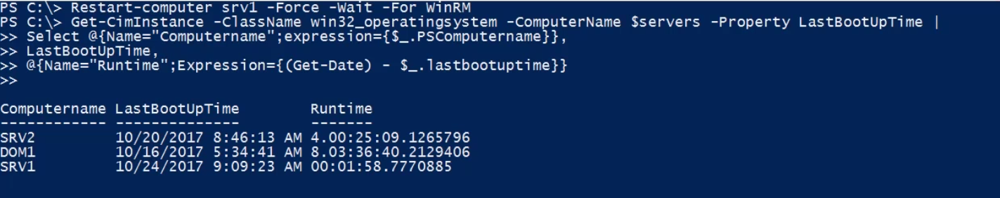 PS C:\> Restart-computer srv1 -Force -Wait -For WinRM
PS C:\> Get-CimInstance -ClassName win32_operatingsystem -ComputerName $servers -Property LastBootUpTime |
>> Select @{Name="Computername";expression={$_.PSComputername}},
>> LastBootUpTime,
>> @{Name="Runtime";Expression={(Get-Date) - $_.lastbootuptime}}
>>
Computername LastBootUpTime Runtime
------------ -------------- -------
SRV2 10/20/2017 8:46:13 AM 4.00:25:09.1265796
DOM1 10/16/2017 5:34:41 AM 8.03:36:40.2129406
SRV1 10/24/2017 9:09:23 AM 00:01:58.7770885